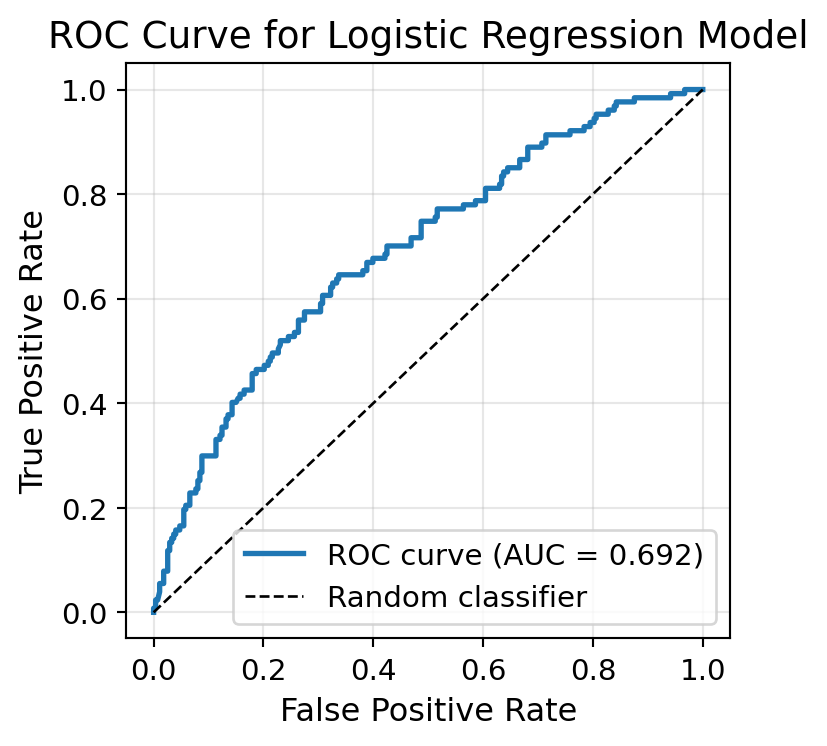 ROC Curve for Logistic Regression Model
True Positive Rate
1.0
0.8
0.6
0.4
0.2
0.0
ROC curve (AUC = 0.692)
Random classifier
0.0 0.2 0.4 0.6 0.8 1.0
False Positive Rate